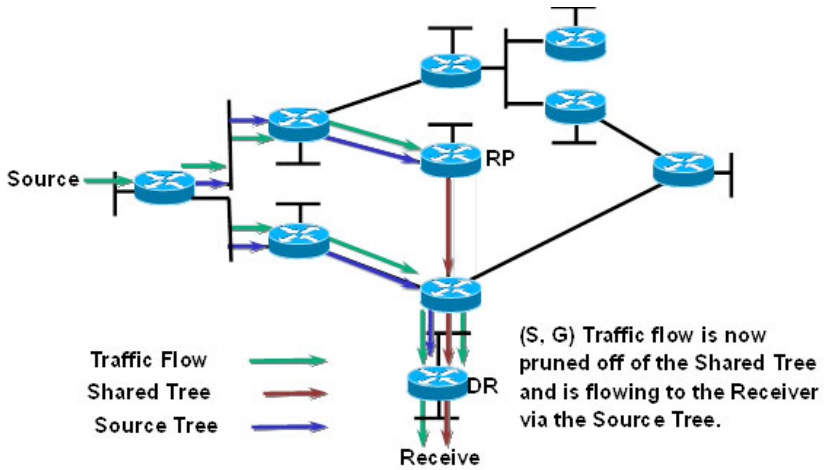 RP
Source
(S, G) Traffic flow is now
pruned off of the Shared Tree
and is flowing to the Receiver
via the Source Tree.
Traffic Flow
Shared Tree
Source Tree
DR
Receive